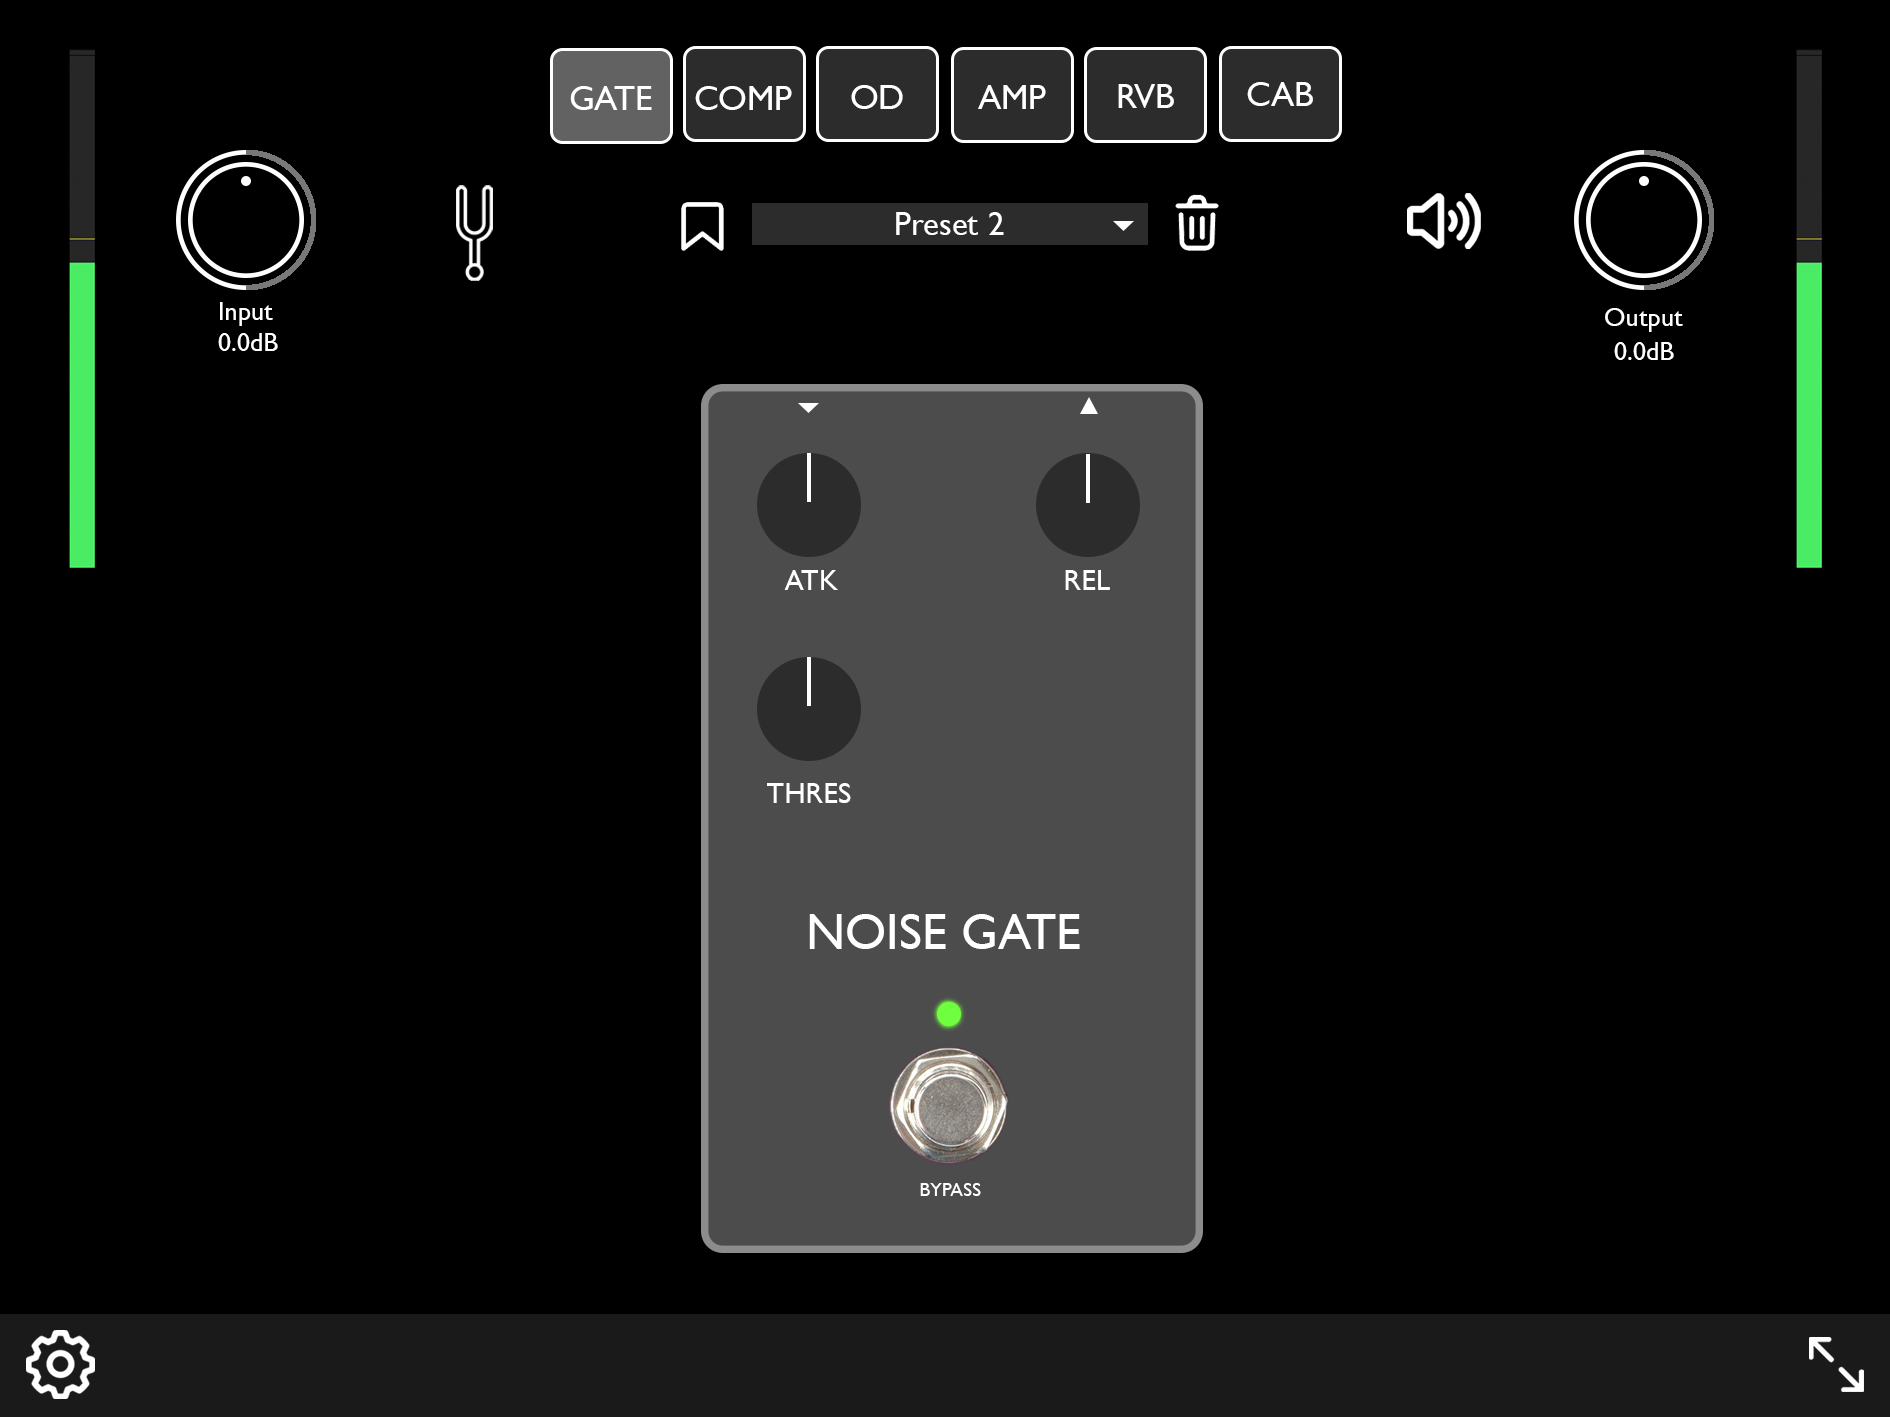 GATE
COMP
OD
AMP
RVB
CAB
Preset 2
Input
0.0dB
Output
0.0dB
ATK
REL
THRES
NOISE GATE
BYPASS